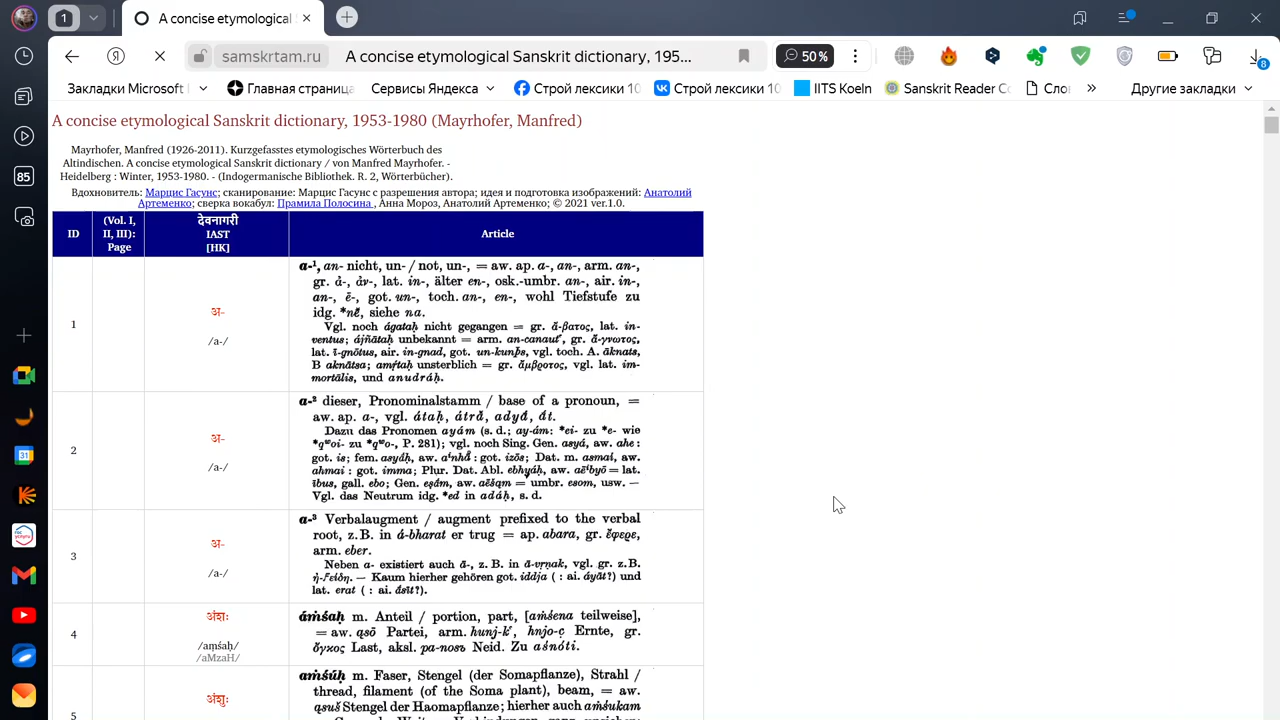 1
A concise etymological
samskrtam.ru
A concise etymological Sanskrit dictionary, 195...
50 %
8
Закладки Microsoft
Главная страница
Сервисы Яндекса
Строй лексики 10
Строй лексики 10
IITS Koeln
Sanskrit Reader Co
Сло
Другие закладки
85
31
A concise etymological Sanskrit dictionary, 1953-1980 (Mayrhofer, Manfred)
Mayrhofer, Manfred (1926-2011). Kurzgefasstes etymologisches Wörterbuch des
Altindischen. A concise etymological Sanskrit dictionary / von Manfred Mayrhofer. -
Heidelberg : Winter, 1953-1980. - (Indogermanische Bibliothek. R. 2, Wörterbücher).
Вдохновитель: Марцис Гасунс; сканирование: Марцис Гасунс с разрешения автора; идея и подготовка изображений: Анатолий
Артеменко; сверка вокабул: Прамила Полосина , Анна Мороз, Анатолий Артеменко; © 2021 ver.1.0.
ID
(Vol. I,
II, III):
Page
देवनागरी
IAST
[HK]
Article
1
अ-
/a-/
a-¹, an- nicht, un- / not, un-, = aw. ap. a-, an-, arm. an-,
gr. ἀ-, ἀν-, lat. in-, älter en-, osk.-umbr. an-, air. in-,
an-, ē-, got. un-, toch. an-, en-, wohl Tiefstufe zu
idg. *nĕ̄, siehe na.
Vgl. noch ágataḥ nicht gegangen = gr. ἄ-βατος, lat. in-
ventus; ájñātaḥ unbekannt = arm. an-canautʿ, gr. ἄ-γνωτος,
lat. ī-gnōtus, air. in-gnad, got. un-kunþs, vgl. toch. A. āknats,
B aknātsa; amŕ̥taḥ unsterblich = gr. ἄμβροτος, vgl. lat. im-
mortālis, und anudráḥ.
2
अ-
/a-/
a-² dieser, Pronominalstamm / base of a pronoun, =
aw. ap. a-, vgl. átaḥ, átrā̆, adyā́, ā́t.
Dazu das Pronomen ayám (s. d.; ay-ám: *ei- zu *e- wie
*qʷoi- zu *qʷo-, P. 281); vgl. noch Sing. Gen. asyá, aw. ahe :
got. is; fem. asyā́ḥ, aw. aiŋhā̊ : got. izōs; Dat. m. asmai, aw.
ahmai : got. imma; Plur. Dat. Abl. ebhyáḥ, aw. aēibyō = lat.
ībus, gall. ebo; Gen. eṣām, aw. aēšąm = umbr. esom, usw. —
Vgl. das Neutrum idg. *ed in adáḥ, s. d.
3
अ-
/a-/
a-³ Verbalaugment / augment prefixed to the verbal
root, z.B. in á-bharat er trug = ap. abara, gr. ἔφερε,
arm. eber.
Neben a- existiert auch ā-, z. B. in ā-vṛṇak, vgl. gr. z.B.
ἠ-ϝείδη. — Kaum hierher gehören got. iddja ( : ai. áyāt?) und
lat. erat ( : ai. ā́sīt?).
4
अंशः
/aṃśaḥ/
/aMzaH/
áṁśaḥ m. Anteil / portion, part, [aṁśena teilweise],
= aw. ąsō Partei, arm. hunj-kʿ, hnjo-c Ernte, gr.
ὄγκος Last, aksl. pa-nosъ Neid. Zu aśnóti.
5
अंशुः
aṁśúḥ m. Faser, Stengel (der Somapflanze), Strahl /
thread, filament (of the Soma plant), beam, = aw.
ąsuš Stengel der Haomapflanze; hierher auch aṁśukam